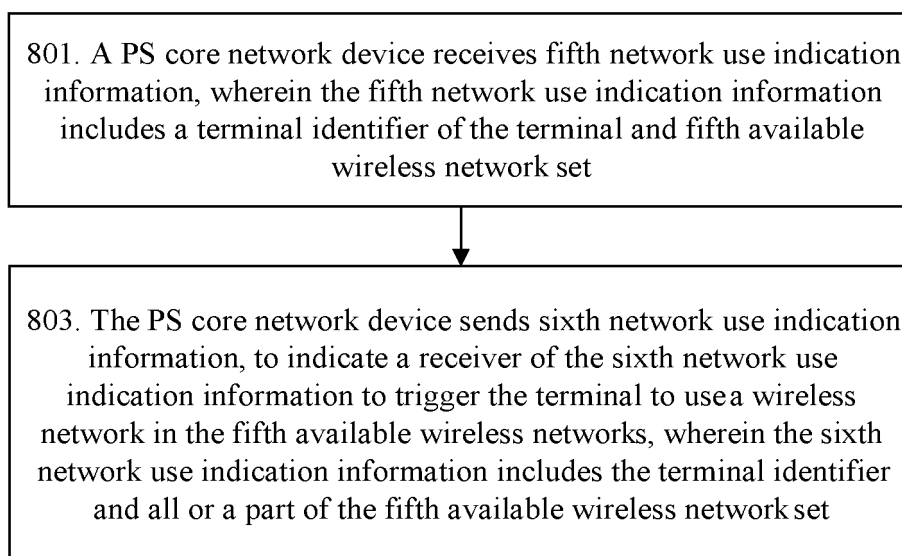 801. A PS core network device receives fifth network use indication
information, wherein the fifth network use indication information
includes a terminal identifier of the terminal and fifth available
wireless network set
803. The PS core network device sends sixth network use indication
information, to indicate a receiver of the sixth network use
indication information to trigger the terminal to use a wireless
network in the fifth available wireless networks, wherein the sixth
network use indication information includes the terminal identifier
and all or a part of the fifth available wireless network set